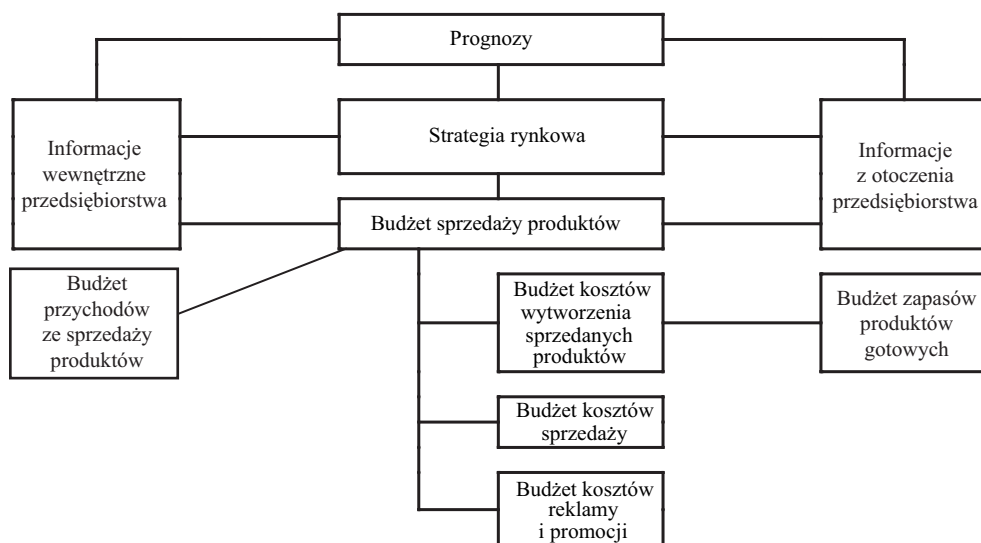 Prognozy
Informacje
wewnętrzne
przedsiębiorstwa
Strategia rynkowa
Informacje
z otoczenia
przedsiębiorstwa
Budżet sprzedaży produktów
Budżet
przychodów
ze sprzedaży
produktów
Budżet kosztów
wytworzenia
sprzedanych
produktów
Budżet zapasów
produktów
gotowych
Budżet kosztów
sprzedaży
Budżet kosztów
reklamy
i promocji